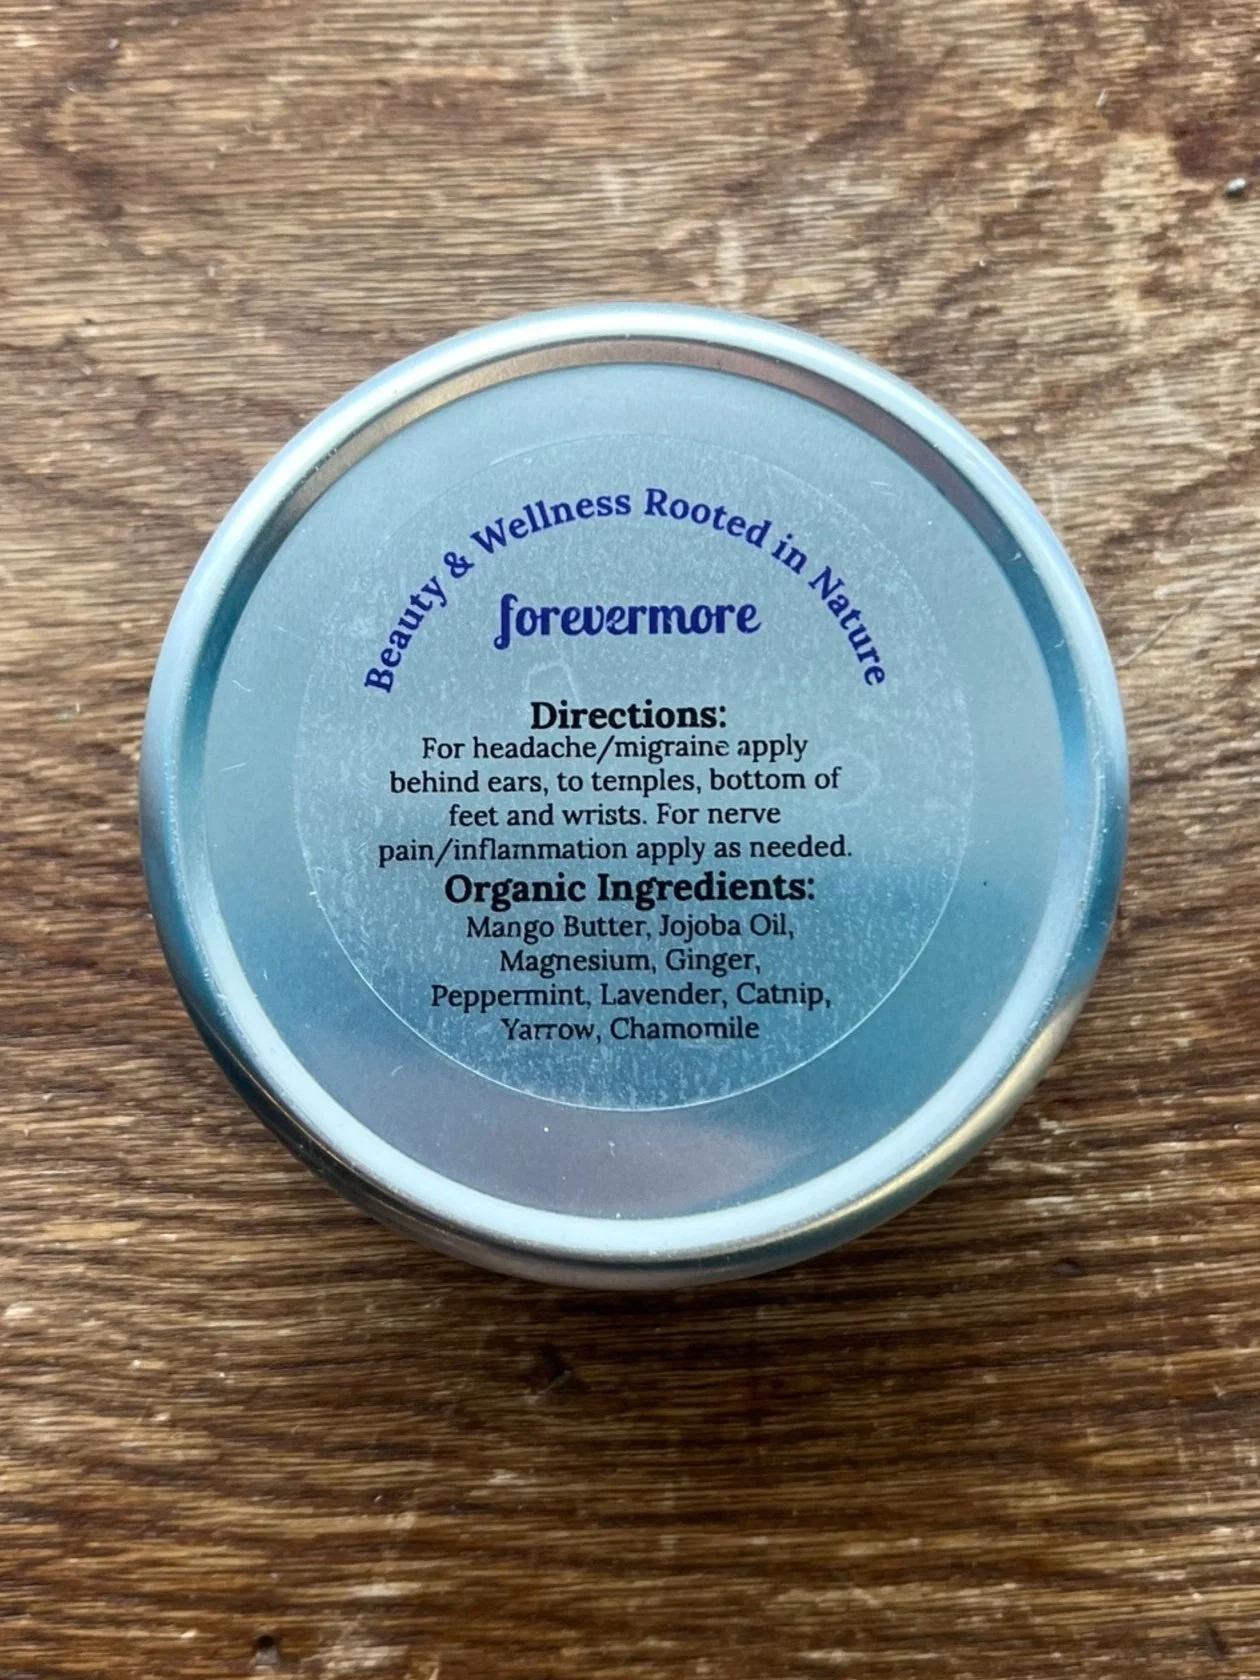 Beauty & Wellness Rooted in Nature
forevermore
Directions:
For headache/migraine apply
behind ears, to temples, bottom of
feet and wrists. For nerve
pain/inflammation apply as needed.
Organic Ingredients:
Mango Butter, Jojoba Oil,
Magnesium, Ginger,
Peppermint, Lavender, Catnip,
Yarrow, Chamomile